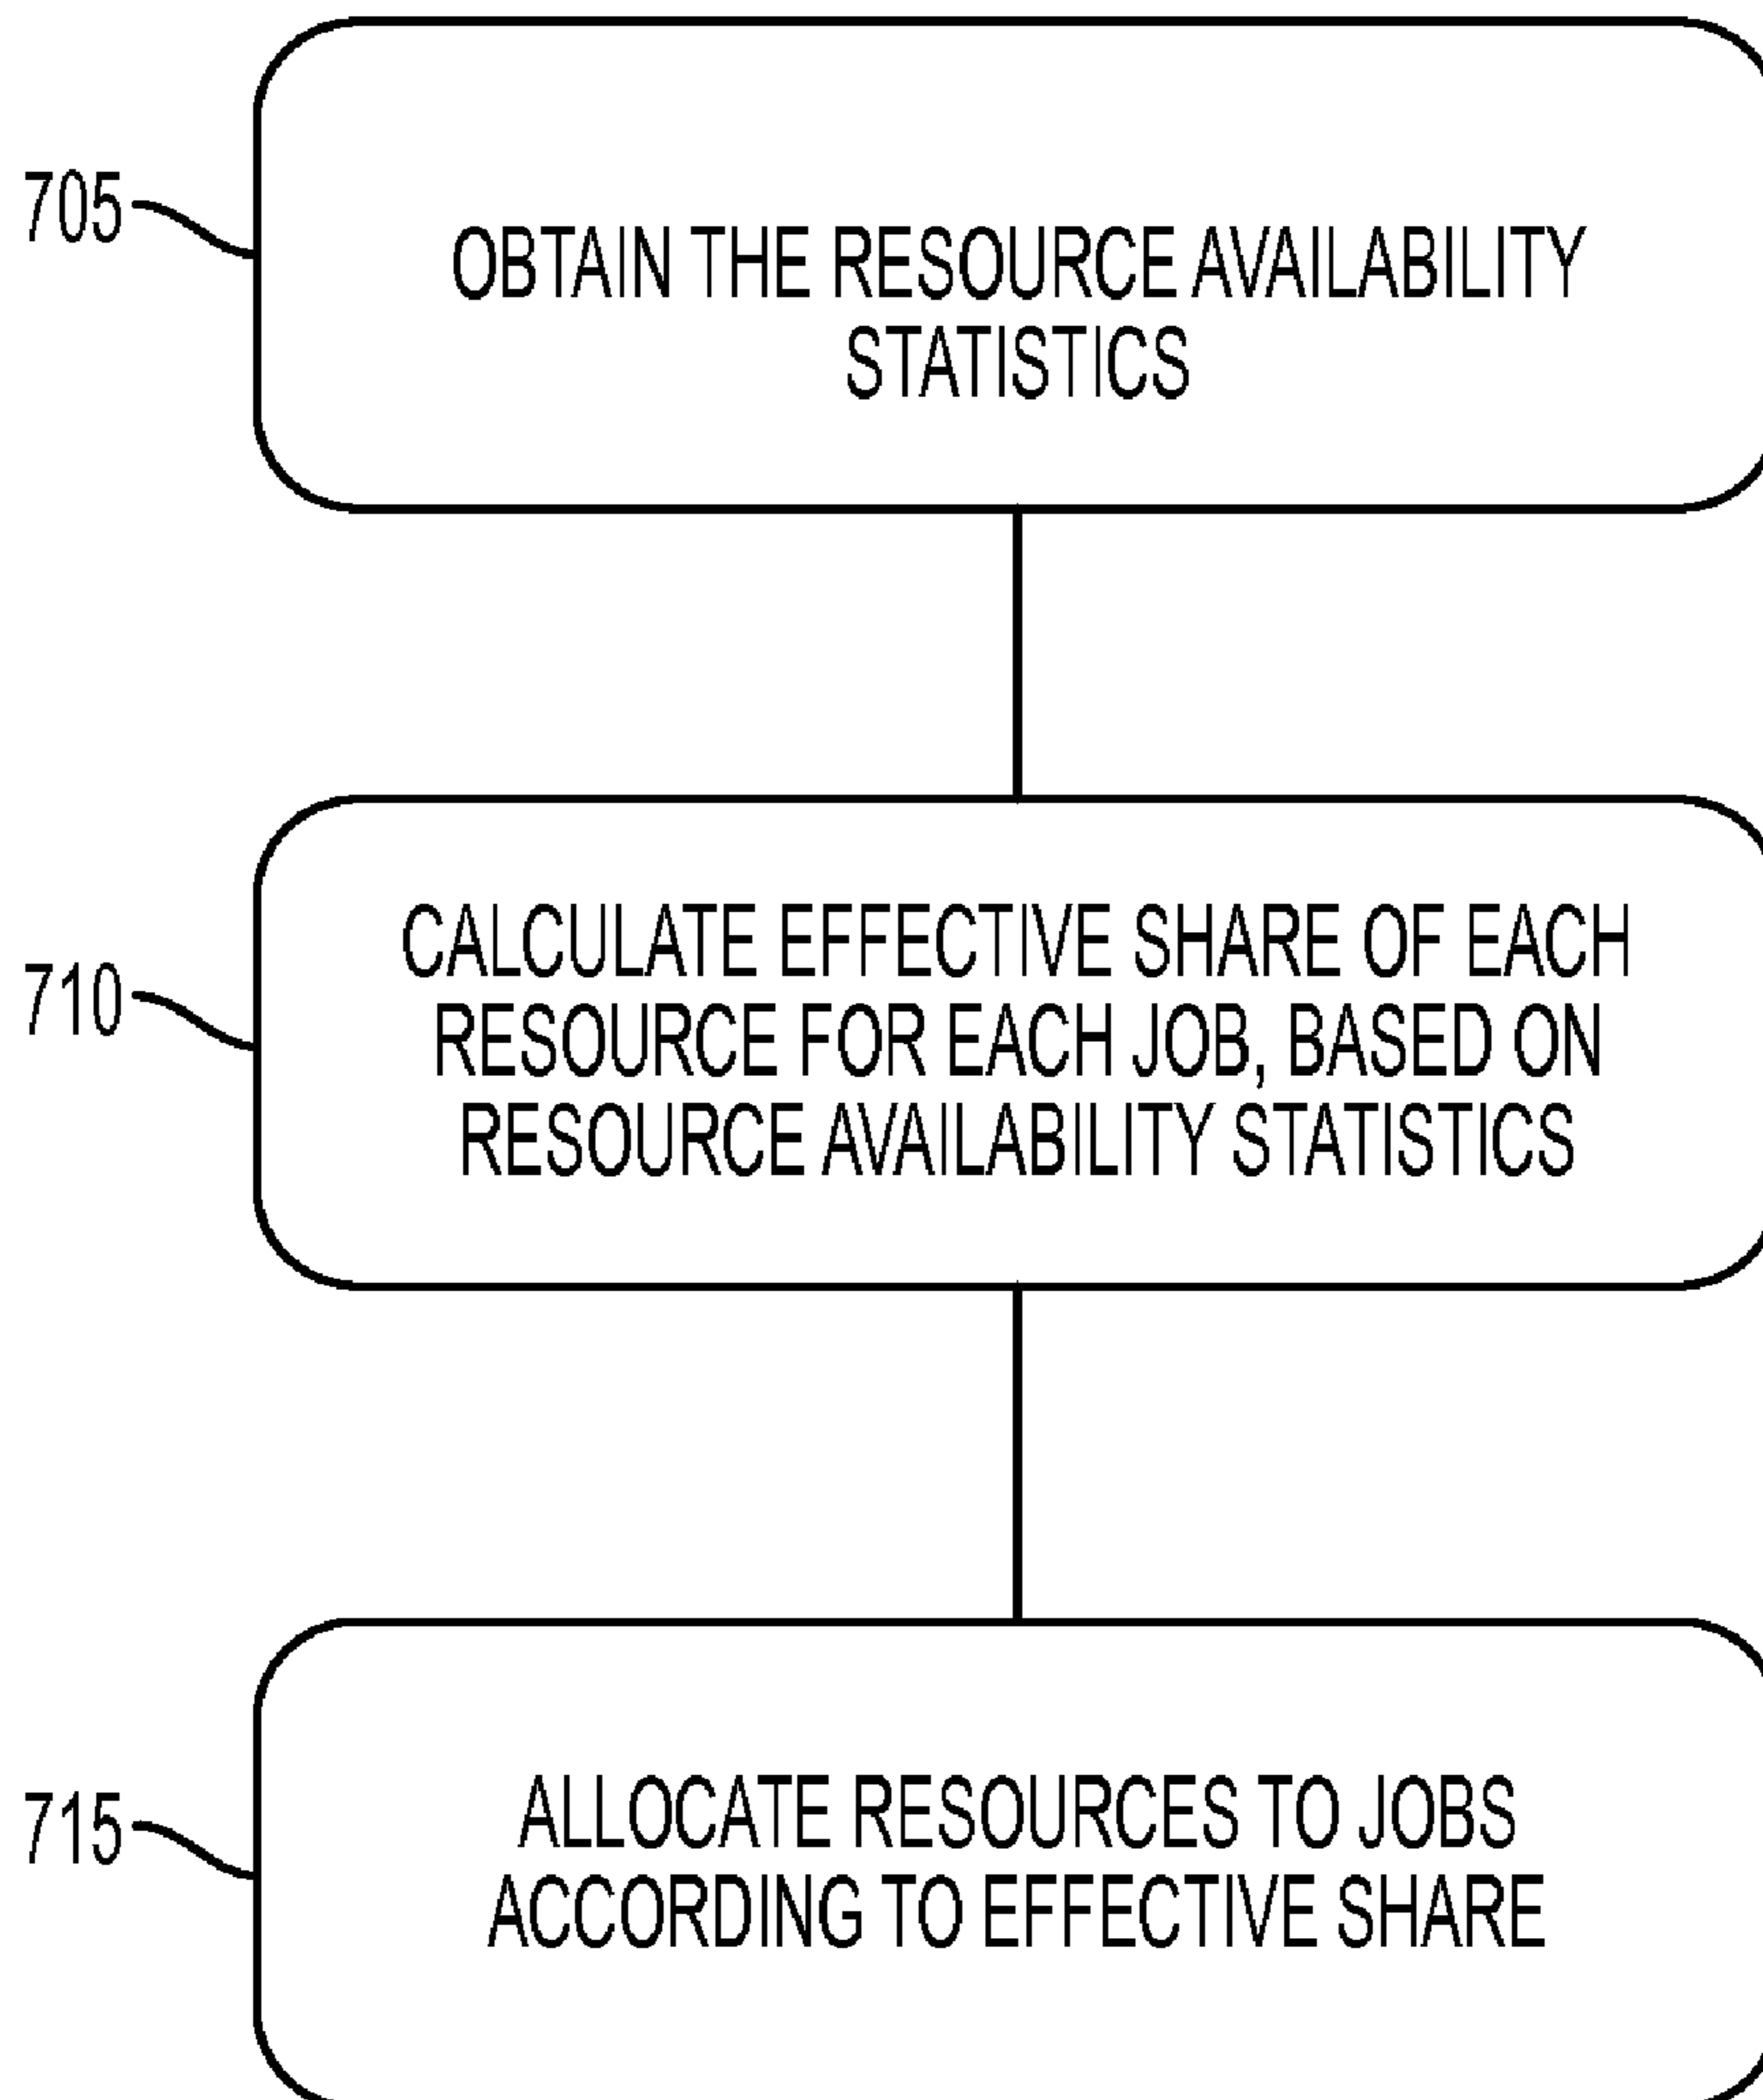 705
OBTAIN THE RESOURCE AVAILABILITY
STATISTICS
710
CALCULATE EFFECTIVE SHARE OF EACH
RESOURCE FOR EACH JOB, BASED ON
RESOURCE AVAILABILITY STATISTICS
715
ALLOCATE RESOURCES TO JOBS
ACCORDING TO EFFECTIVE SHARE